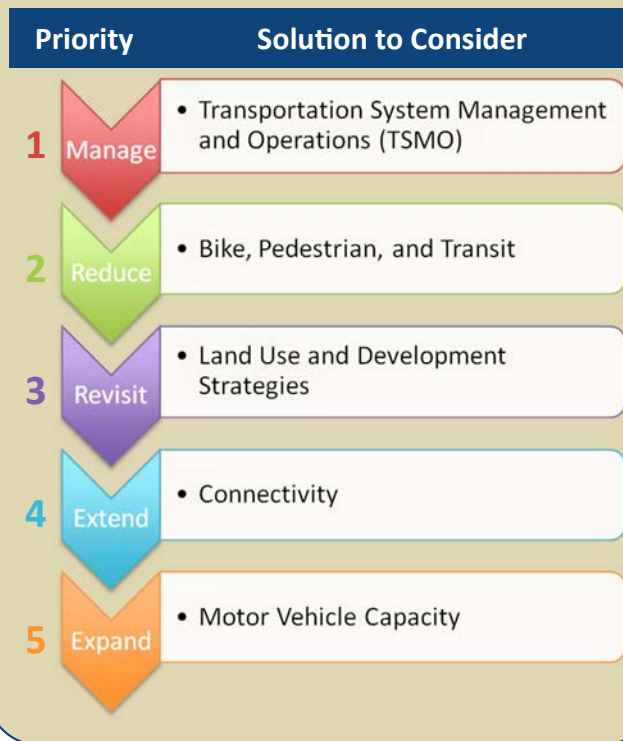 Priority Solution to Consider
1 Manage • Transportation System Management
and Operations (TSMO)
2 Reduce • Bike, Pedestrian, and Transit
3 Revisit • Land Use and Development
Strategies
4 Extend • Connectivity
5 Expand • Motor Vehicle Capacity